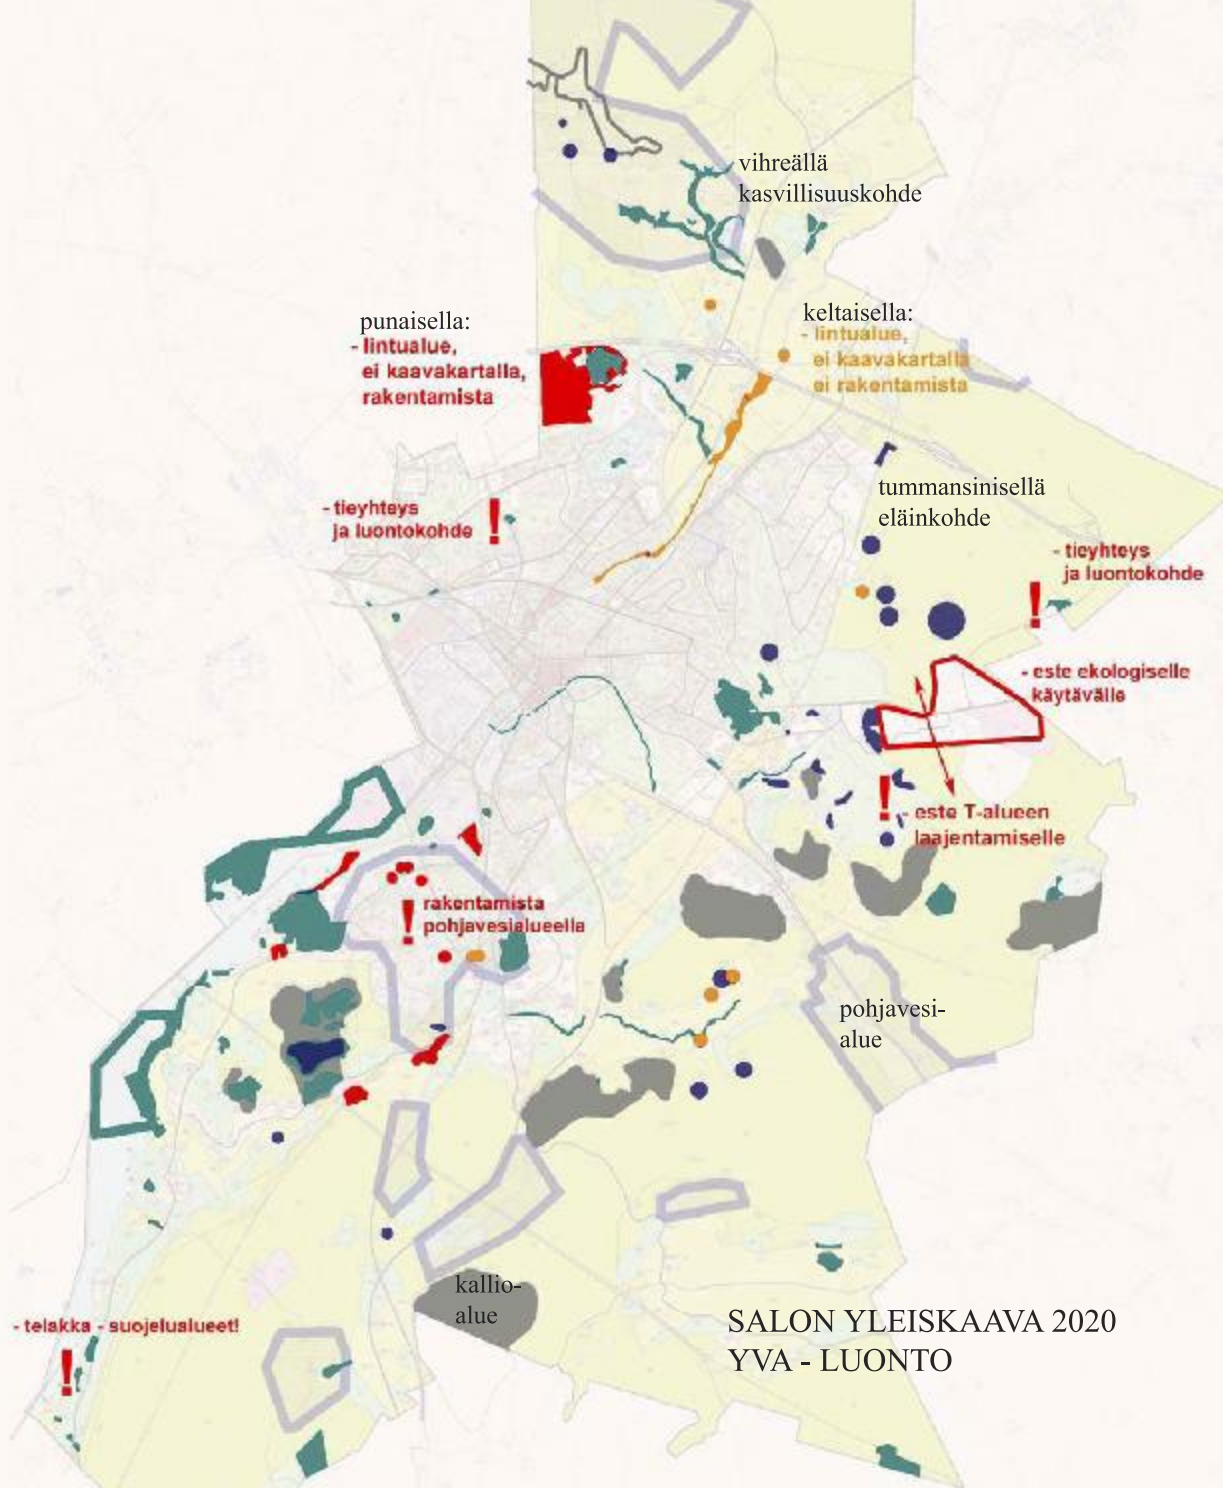 vihreällä
kasvillisuuskohde
punaisella:
- lintualue,
ei kaavakartalla,
rakentamista
keltaisella:
- lintualue,
ei kaavakartalla
ei rakentamista
tummansinisellä
eläinkohde
- tieyhteys
ja luontokohde
- tieyhteys
ja luontokohde
- este ekologiselle
käytävälle
- este T-alueen
laajentamiselle
rakentamista
pohjavesialueella
pohjavesi-
alue
kallio-
alue
- telakka - suojelualueet!
SALON YLEISKAAVA 2020
YVA - LUONTO